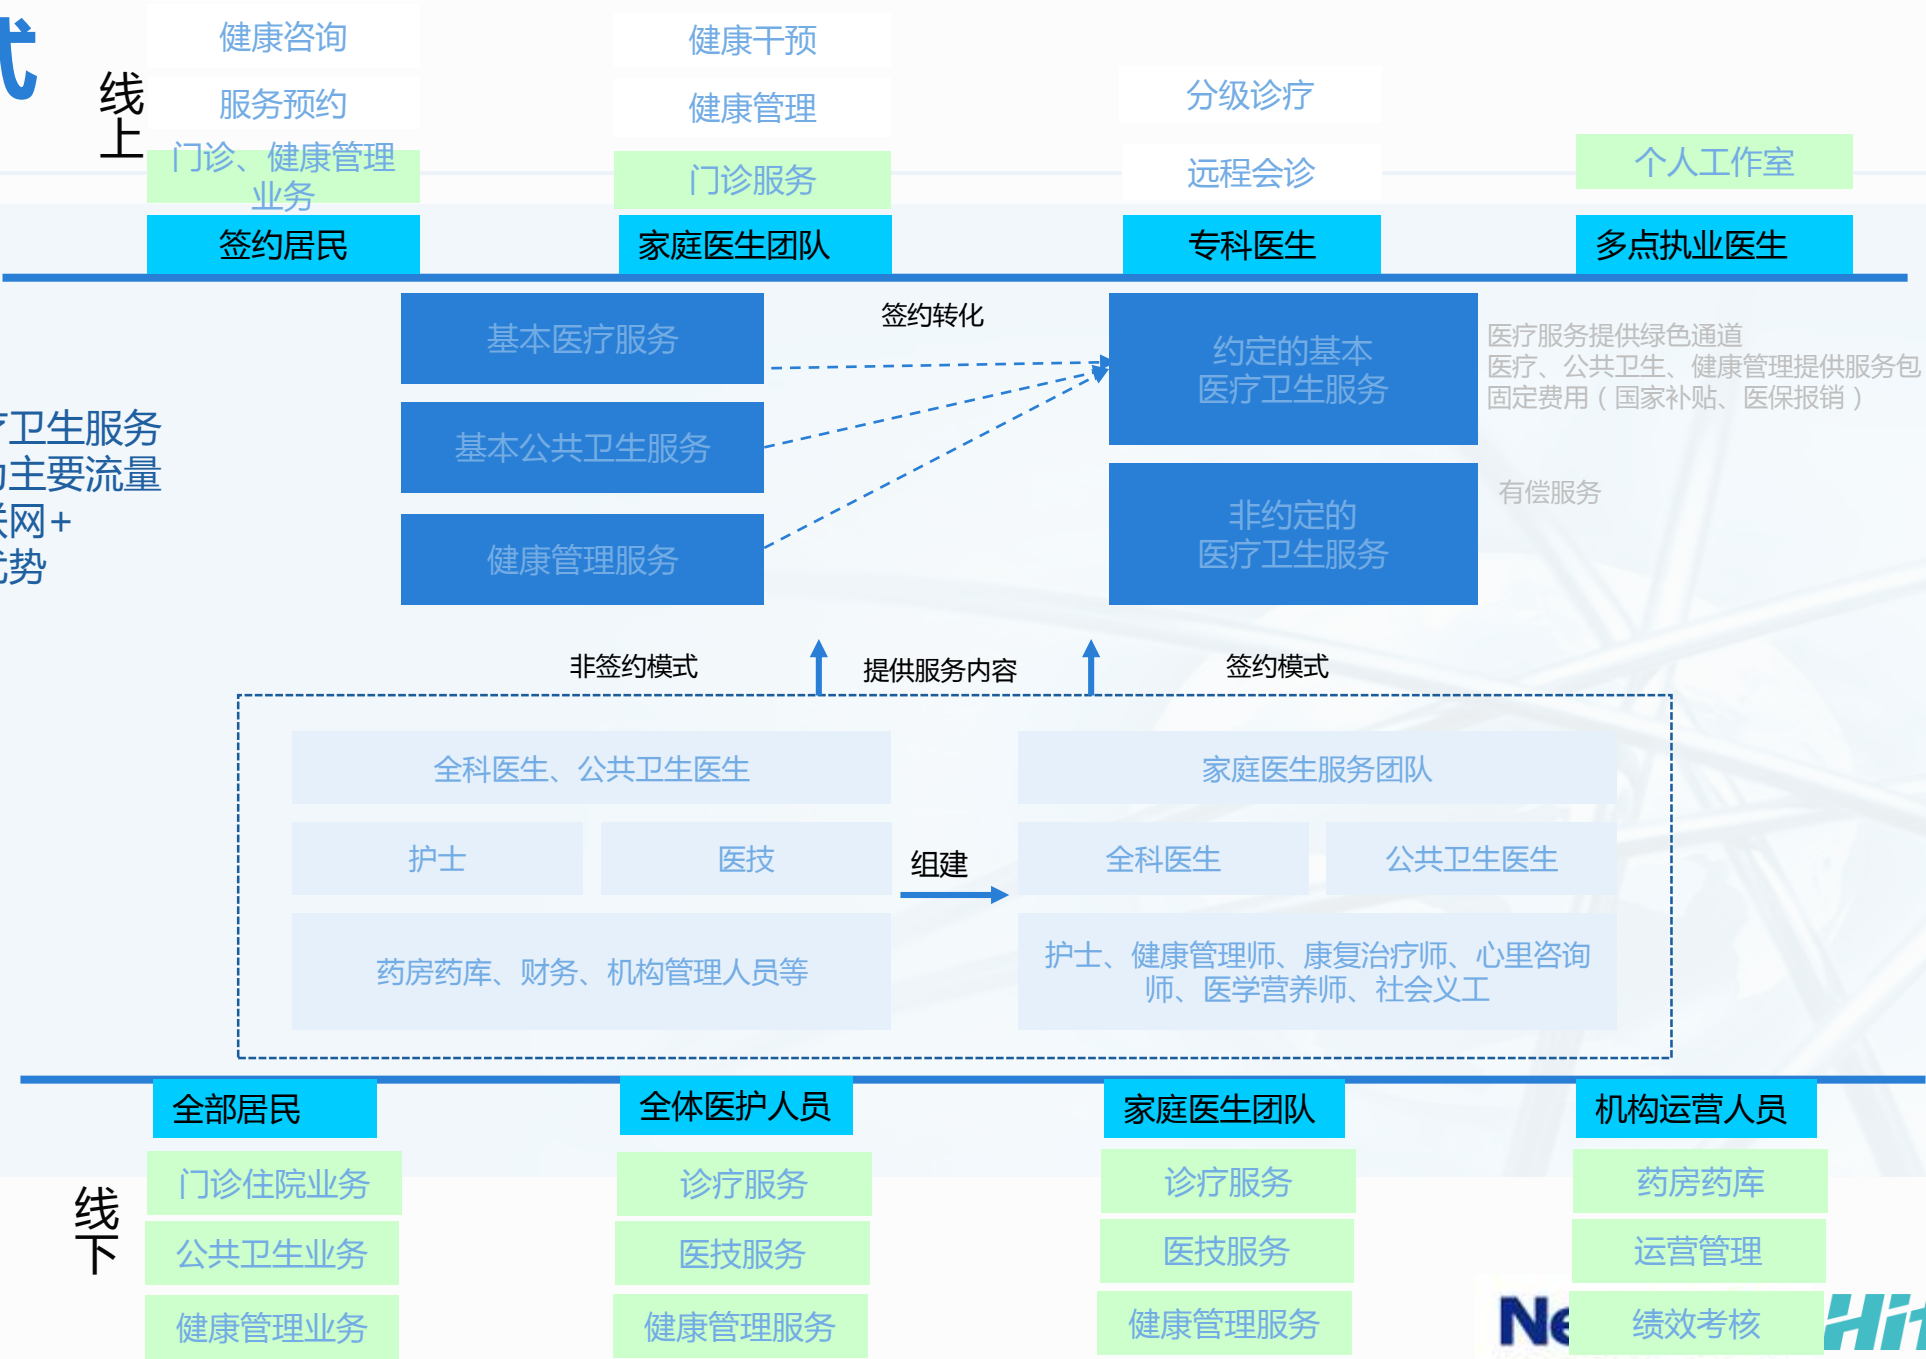 式
线上
健康咨询
服务预约
门诊、健康管理
业务
签约居民
健康干预
健康管理
门诊服务
家庭医生团队
分级诊疗
远程会诊
专科医生
个人工作室
多点执业医生
疗卫生服务
为主要流量
联网+
优势
基本医疗服务
基本公共卫生服务
健康管理服务
签约转化
约定的基本
医疗卫生服务
非约定的
医疗卫生服务
医疗服务提供绿色通道
医疗、公共卫生、健康管理提供服务包
固定费用（国家补贴、医保报销）
有偿服务
非签约模式
提供服务内容
签约模式
全科医生、公共卫生医生
护士
医技
药房药库、财务、机构管理人员等
组建
家庭医生服务团队
全科医生
公共卫生医生
护士、健康管理师、康复治疗师、心里咨询
师、医学营养师、社会义工
线下
全部居民
门诊住院业务
公共卫生业务
健康管理业务
全体医护人员
诊疗服务
医技服务
健康管理服务
家庭医生团队
诊疗服务
医技服务
健康管理服务
机构运营人员
药房药库
运营管理
绩效考核